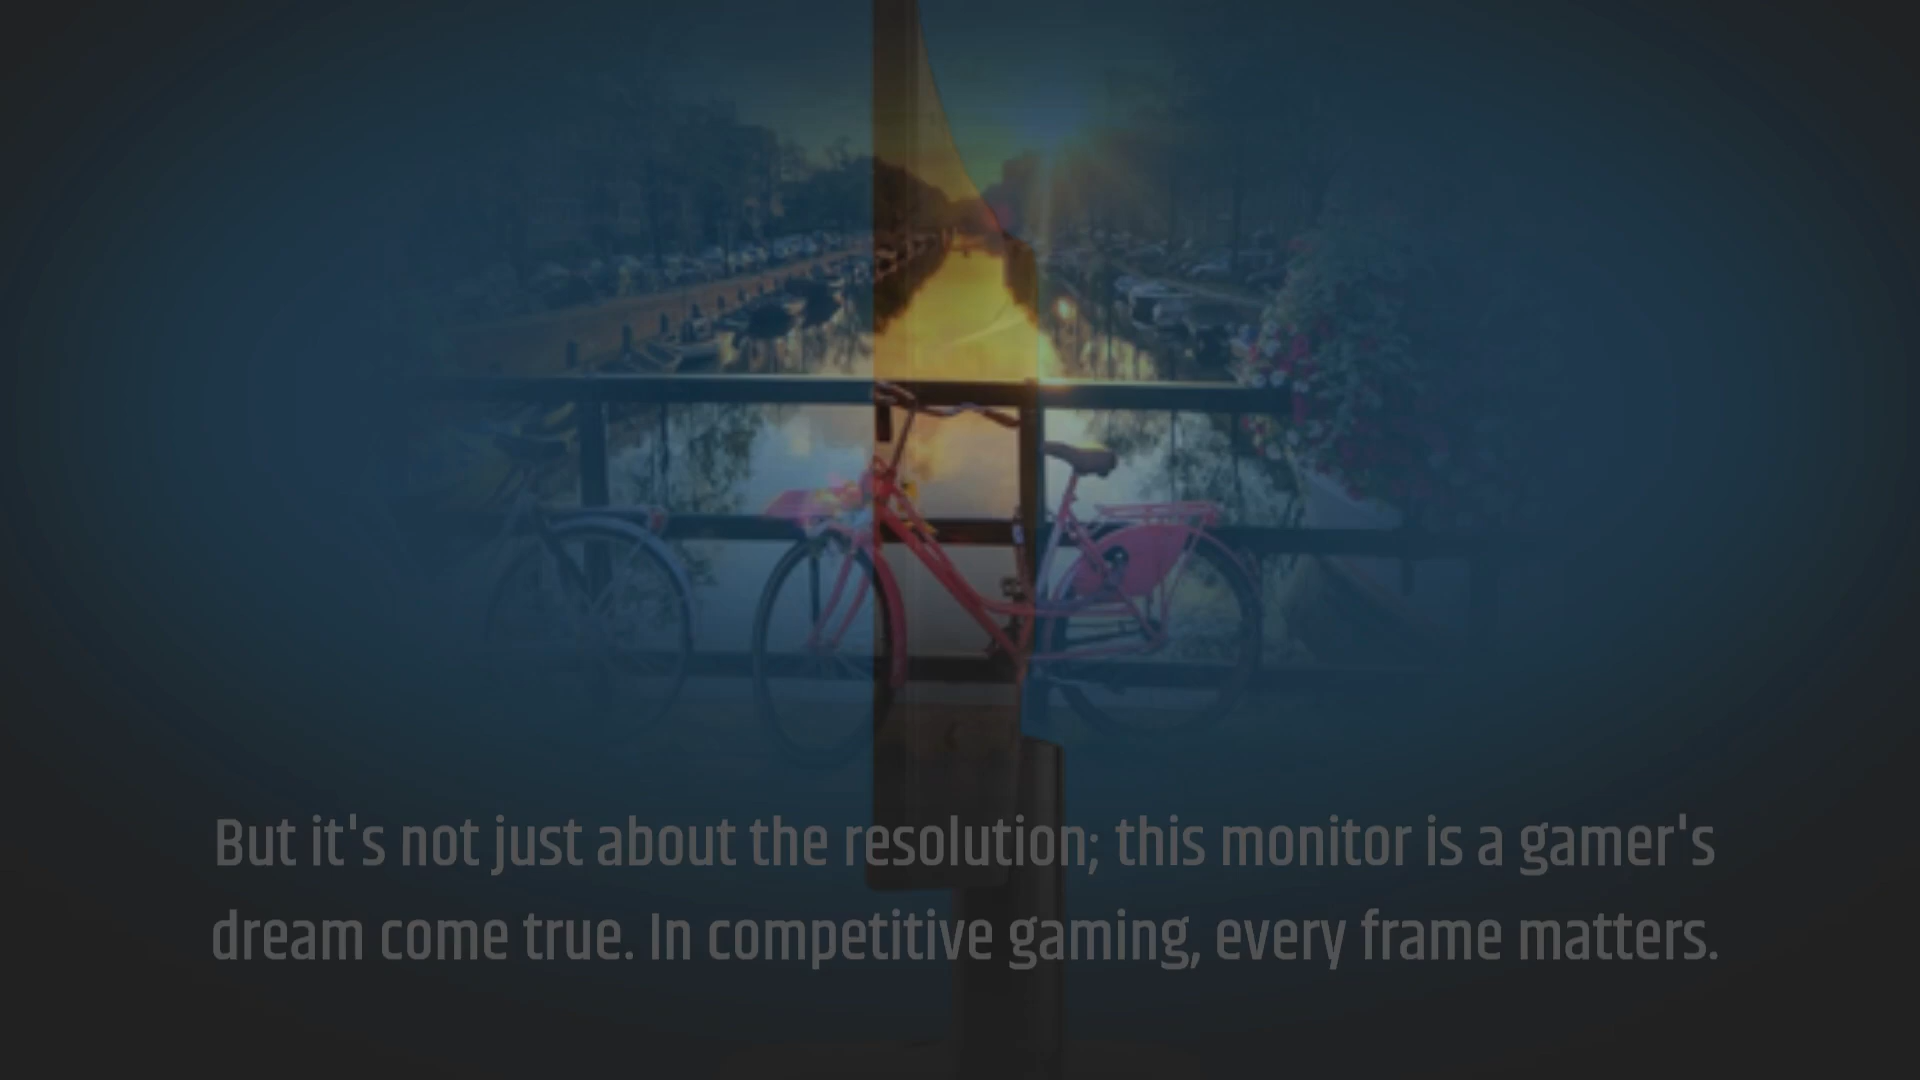 But it's not just about the resolution; this monitor is a gamer's
dream come true. In competitive gaming, every frame matters.